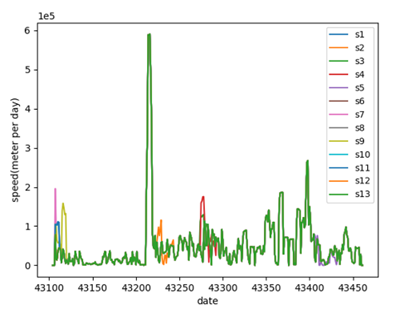 1e5
6
5
4
3
2
1
0
speed(meter per day)
43100 43150 43200 43250 43300 43350 43400 43450
date
s1
s2
s3
s4
s5
s6
s7
s8
s9
s10
s11
s12
s13